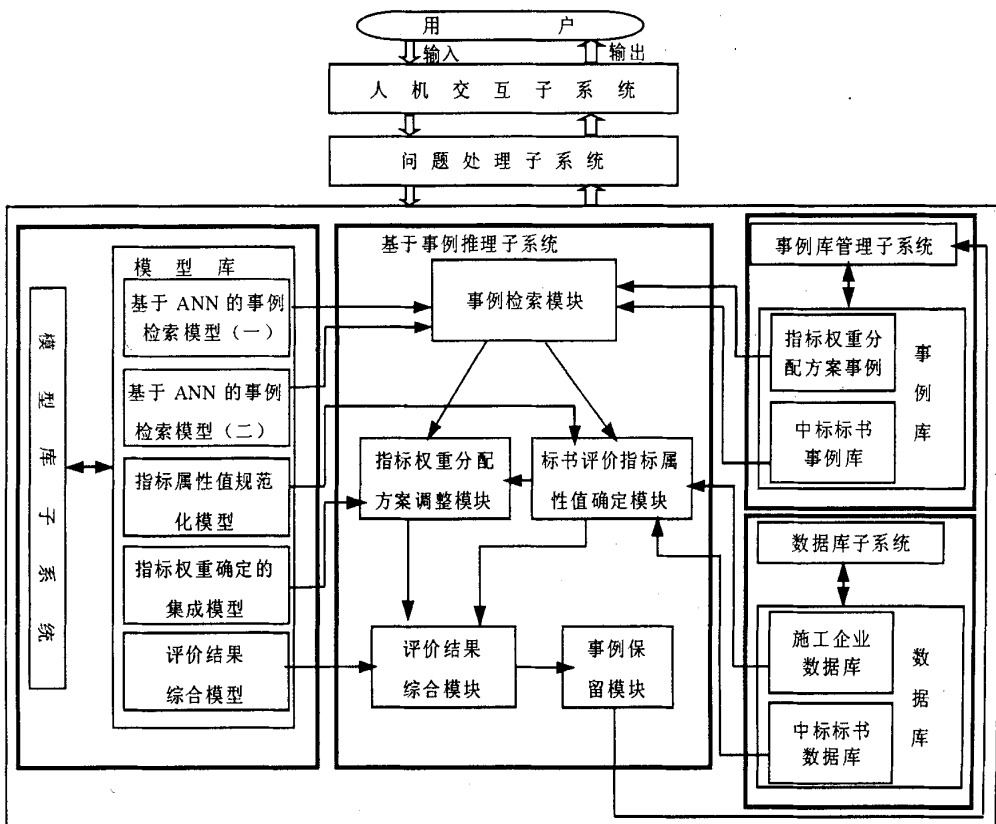 用 户
输入 输出
人 机 交 互 子 系 统
问 题 处 理 子 系 统
模 型 库 子 系 统
模 型 库
基于 ANN 的事例
检索模型（一）
基于 ANN 的事例
检索模型（二）
指标属性值规范
化模型
指标权重确定的
集成模型
评价结果
综合模型
基于事例推理子系统
事例检索模块
指标权重分配
方案调整模块
标书评价指标属
性值确定模块
评价结果
综合模块
事例保
留模块
事例库管理子系统
指标权重分
配方案事例
中标标书
事例库
事 例 库
数据库子系统
施工企业
数据库
中标标书
数据库
数 据 库